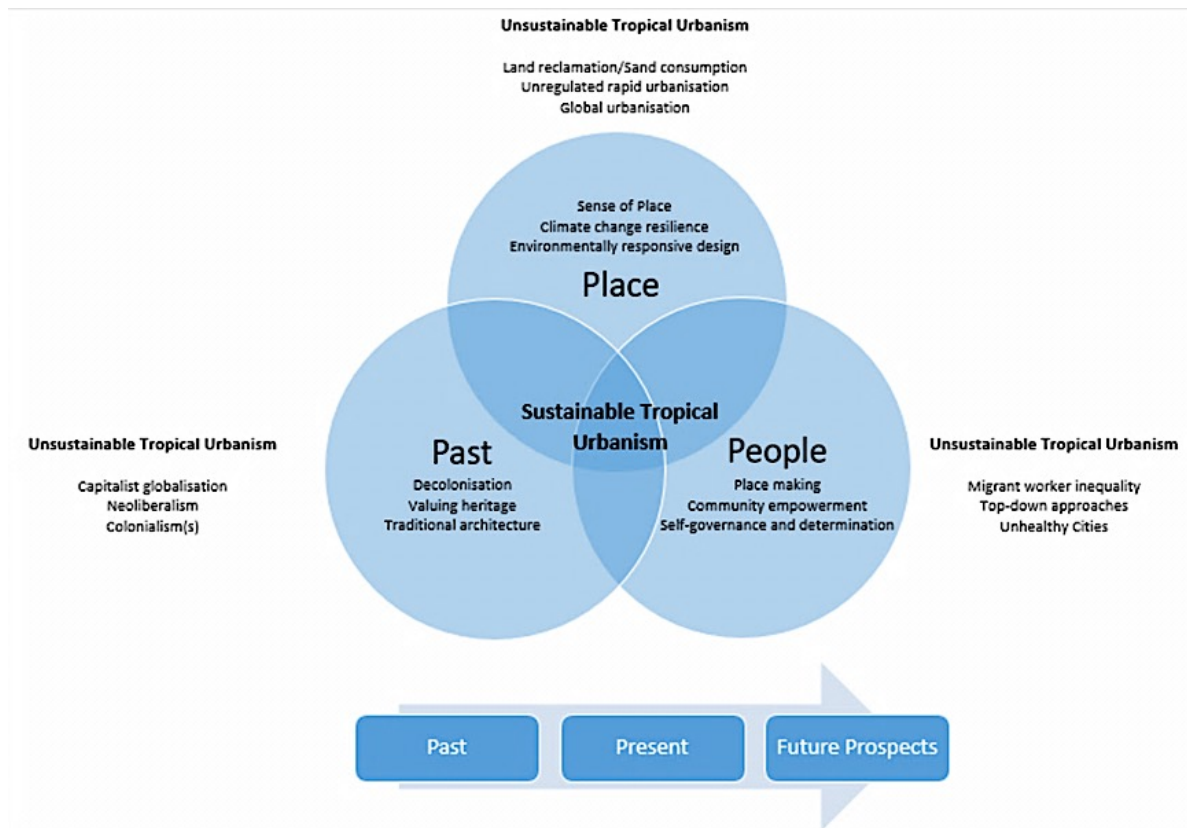 Unsustainable Tropical Urbanism
Land reclamation/Sand consumption
Unregulated rapid urbanisation
Global urbanisation
Sense of Place
Climate change resilience
Environmentally responsive design
Place
Sustainable Tropical
Urbanism
Unsustainable Tropical Urbanism
Capitalist globalisation
Neoliberalism
Colonialism(s)
Past
Decolonisation
Valuing heritage
Traditional architecture
People
Place making
Community empowerment
Self-governance and determination
Unsustainable Tropical Urbanism
Migrant worker inequality
Top-down approaches
Unhealthy Cities
Past
Present
Future Prospects